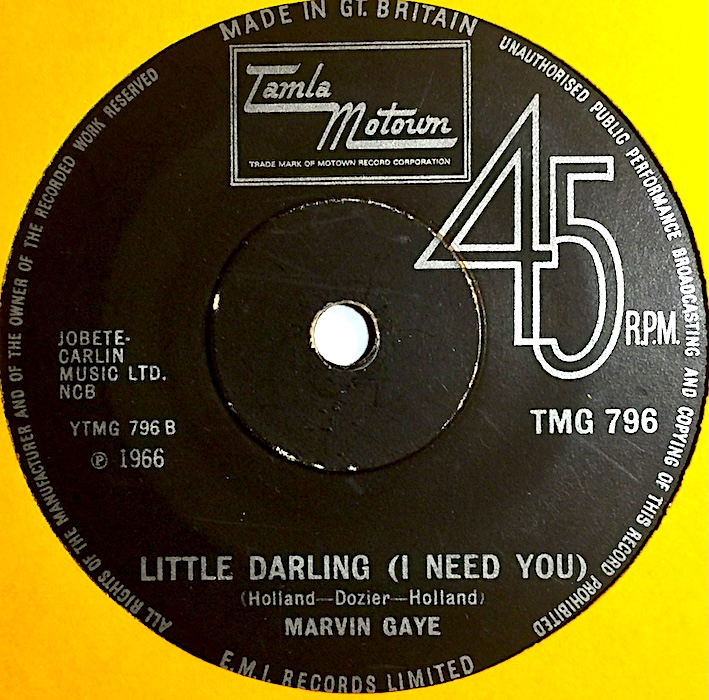 MADE IN GT. BRITAIN
UNAUTHORISED PUBLIC PERFORMANCE BROADCASTING AND COPYING OF THIS RECORD PROHIBITED
ALL RIGHTS OF THE MANUFACTURER AND OF THE OWNER OF THE RECORDED WORK RESERVED
Tamla
Motown
TRADE MARK OF MOTOWN RECORD CORPORATION
45
R.P.M.
JOBETE-
CARLIN
MUSIC LTD.
NCB
YTMG 796 B
℗ 1966
TMG 796
LITTLE DARLING (I NEED YOU)
(Holland—Dozier—Holland)
MARVIN GAYE
E.M.I. RECORDS LIMITED